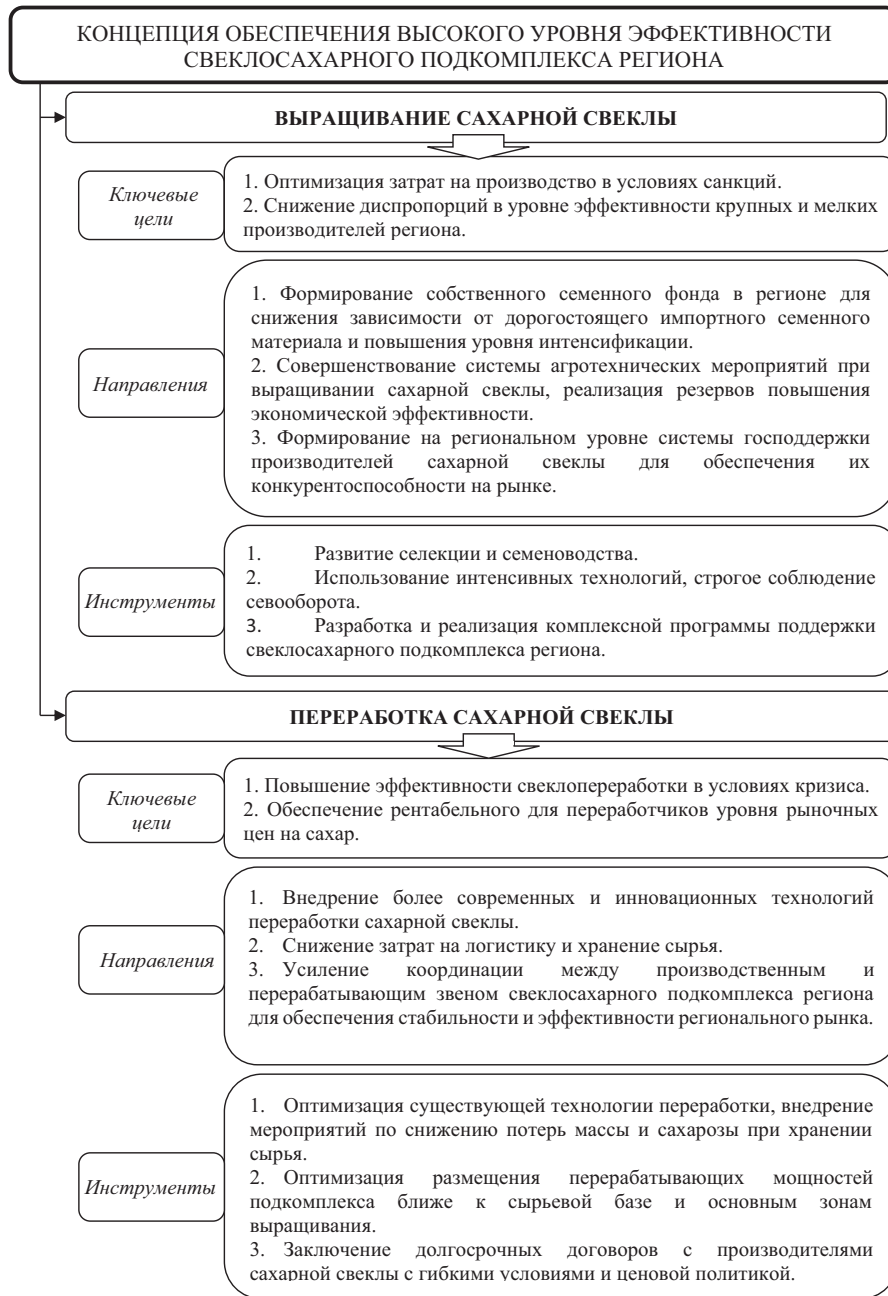 КОНЦЕПЦИЯ ОБЕСПЕЧЕНИЯ ВЫСОКОГО УРОВНЯ ЭФФЕКТИВНОСТИ
СВЕКЛОСАХАРНОГО ПОДКОМПЛЕКСА РЕГИОНА
ВЫРАЩИВАНИЕ САХАРНОЙ СВЕКЛЫ
Ключевые
цели
1. Оптимизация затрат на производство в условиях санкций.
2. Снижение диспропорций в уровне эффективности крупных и мелких
производителей региона.
Направления
1. Формирование собственного семенного фонда в регионе для
снижения зависимости от дорогостоящего импортного семенного
материала и повышения уровня интенсификации.
2. Совершенствование системы агротехнических мероприятий при
выращивании сахарной свеклы, реализация резервов повышения
экономической эффективности.
3. Формирование на региональном уровне системы господдержки
производителей сахарной свеклы для обеспечения их
конкурентоспособности на рынке.
Инструменты
1. Развитие селекции и семеноводства.
2. Использование интенсивных технологий, строгое соблюдение
севооборота.
3. Разработка и реализация комплексной программы поддержки
свеклосахарного подкомплекса региона.
ПЕРЕРАБОТКА САХАРНОЙ СВЕКЛЫ
Ключевые
цели
1. Повышение эффективности свеклопереработки в условиях кризиса.
2. Обеспечение рентабельного для переработчиков уровня рыночных
цен на сахар.
Направления
1. Внедрение более современных и инновационных технологий
переработки сахарной свеклы.
2. Снижение затрат на логистику и хранение сырья.
3. Усиление координации между производственным и
перерабатывающим звеном свеклосахарного подкомплекса региона
для обеспечения стабильности и эффективности регионального рынка.
Инструменты
1. Оптимизация существующей технологии переработки, внедрение
мероприятий по снижению потерь массы и сахарозы при хранении
сырья.
2. Оптимизация размещения перерабатывающих мощностей
подкомплекса ближе к сырьевой базе и основным зонам
выращивания.
3. Заключение долгосрочных договоров с производителями
сахарной свеклы с гибкими условиями и ценовой политикой.